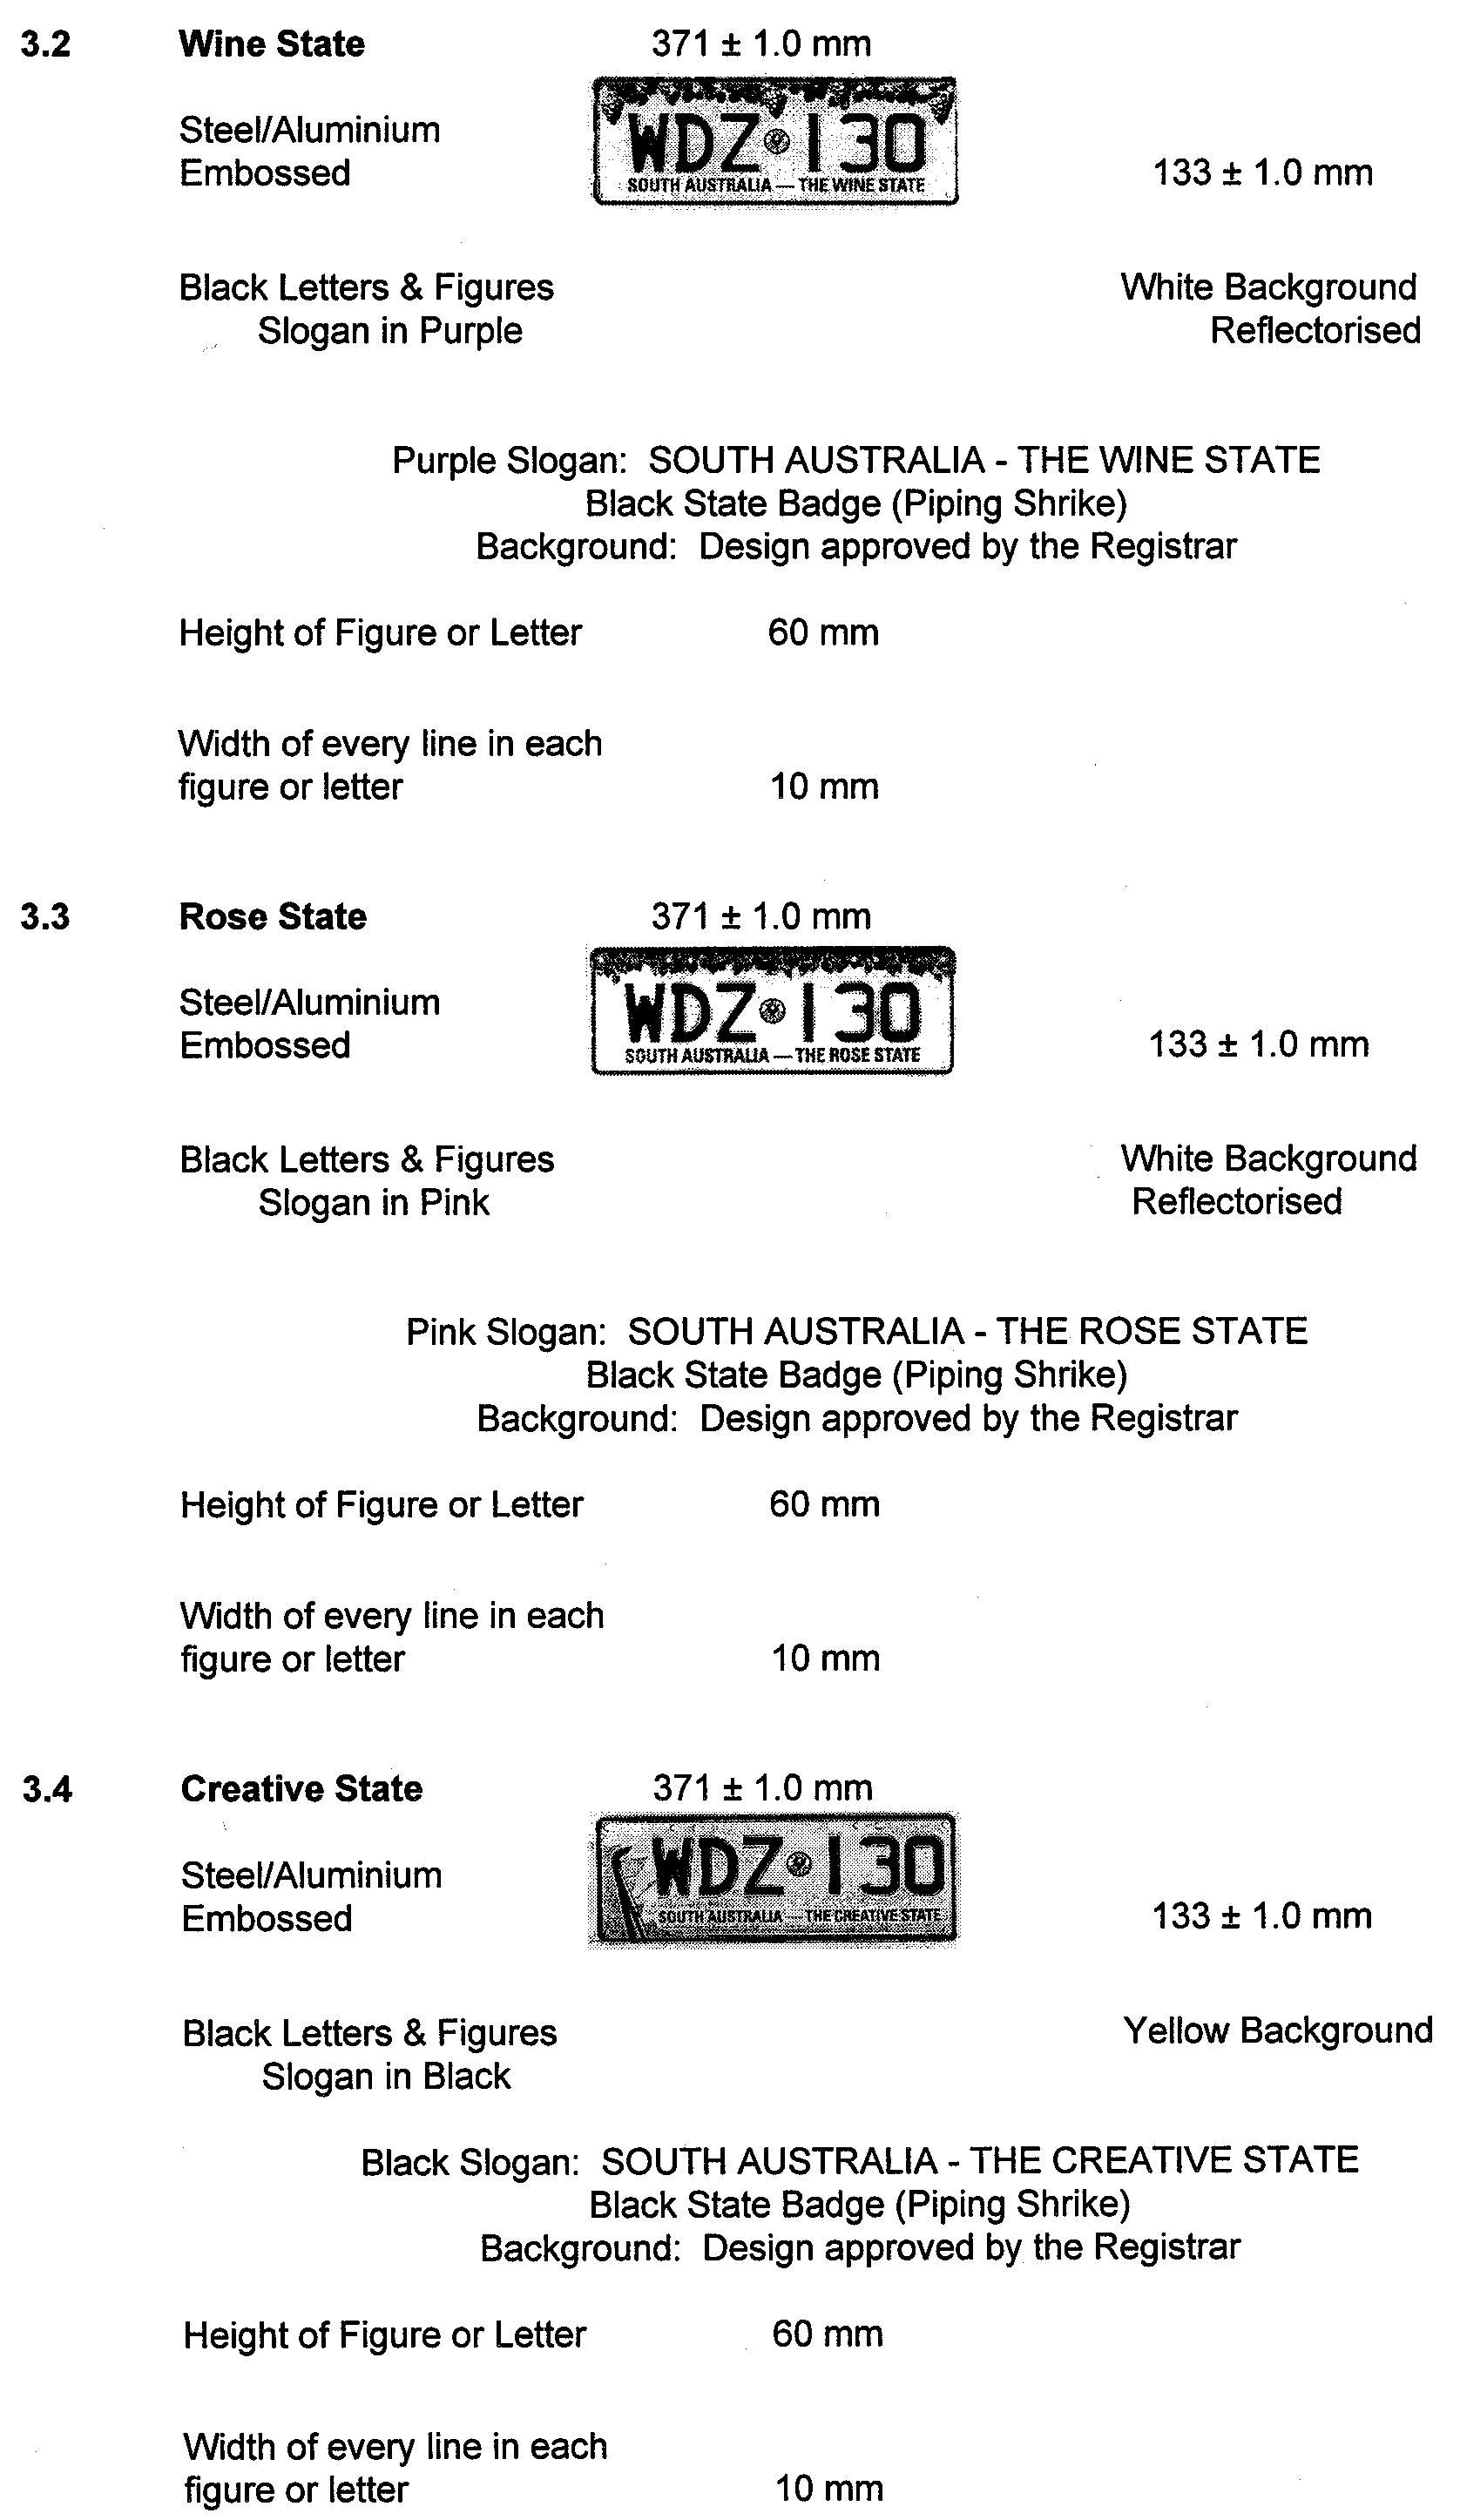 3.2 Wine State 371 ± 1.0 mm
WDZ 130
Steel/Aluminium
Embossed 133 ± 1.0 mm
SOUTH AUSTRALIA — THE WINE STATE
Black Letters & Figures White Background
Slogan in Purple Reflectorised
Purple Slogan: SOUTH AUSTRALIA - THE WINE STATE
Black State Badge (Piping Shrike)
Background: Design approved by the Registrar
Height of Figure or Letter 60 mm
Width of every line in each
figure or letter 10 mm
3.3 Rose State 371 ± 1.0 mm
Steel/Aluminium WDZ 130
Embossed 133 ± 1.0 mm
SOUTH AUSTRALIA — THE ROSE STATE
Black Letters & Figures White Background
Slogan in Pink Reflectorised
Pink Slogan: SOUTH AUSTRALIA - THE ROSE STATE
Black State Badge (Piping Shrike)
Background: Design approved by the Registrar
Height of Figure or Letter 60 mm
Width of every line in each
figure or letter 10 mm
3.4 Creative State 371 ± 1.0 mm
Steel/Aluminium WDZ 130
Embossed 133 ± 1.0 mm
SOUTH AUSTRALIA — THE CREATIVE STATE
Black Letters & Figures Yellow Background
Slogan in Black
Black Slogan: SOUTH AUSTRALIA - THE CREATIVE STATE
Black State Badge (Piping Shrike)
Background: Design approved by the Registrar
Height of Figure or Letter 60 mm
Width of every line in each
figure or letter 10 mm